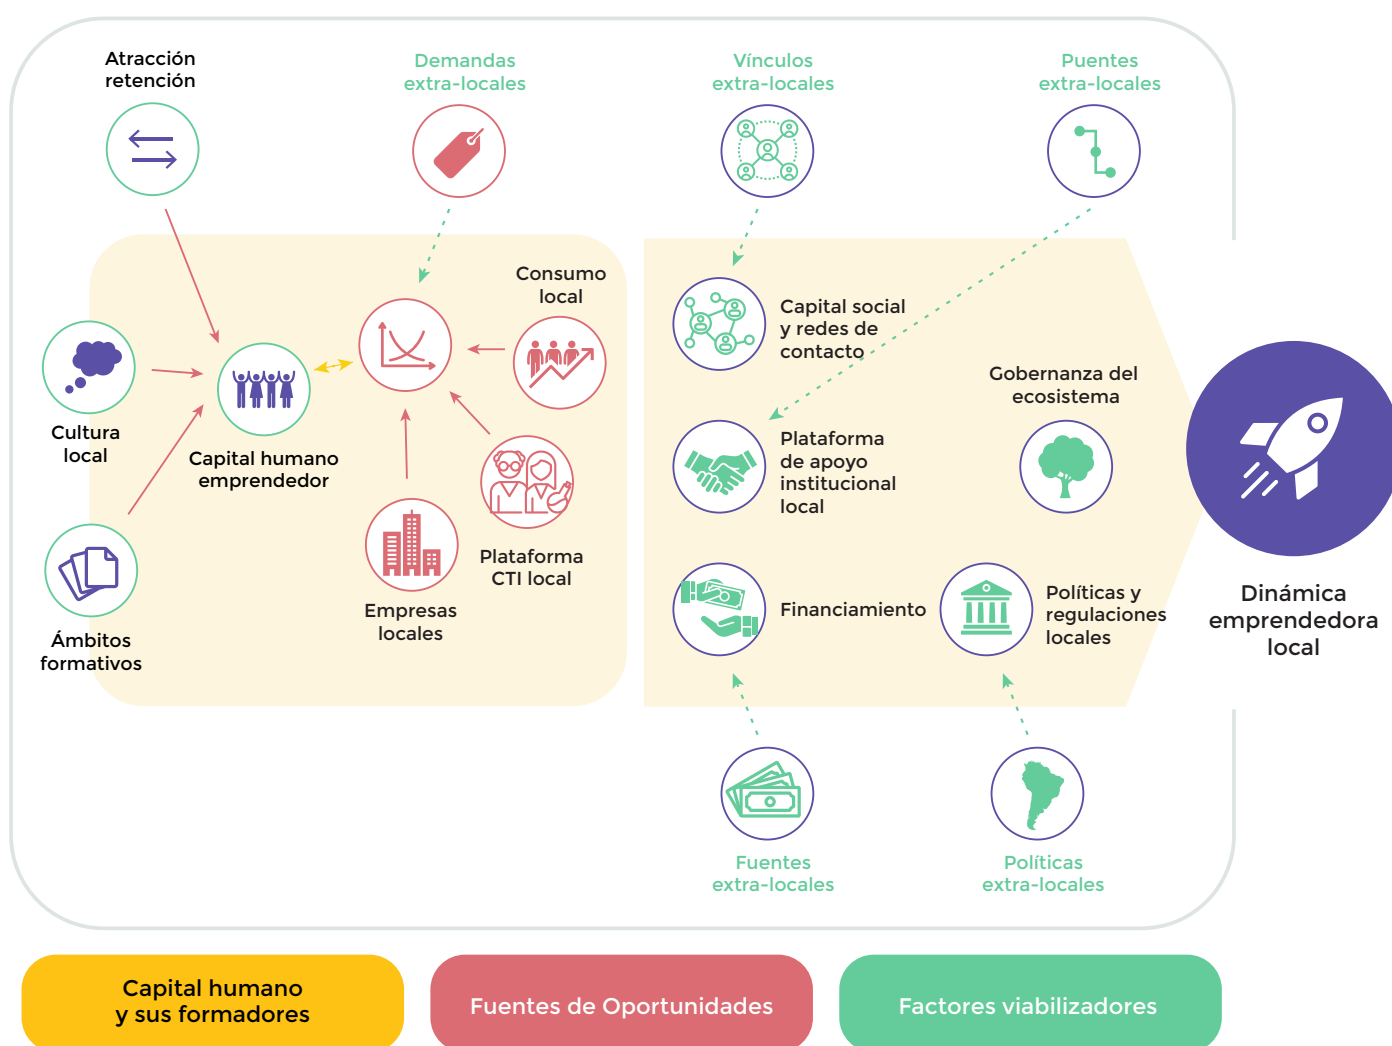 Atracción
retención
Demandas
extra-locales
Vínculos
extra-locales
Puentes
extra-locales
Consumo
local
Capital social
y redes de
contacto
Cultura
local
Capital humano
emprendedor
Gobernanza del
ecosistema
Plataforma
de apoyo
institucional
local
Plataforma
CTI local
Empresas
locales
Ámbitos
formativos
Financiamiento
Políticas y
regulaciones
locales
Dinámica
emprendedora
local
Fuentes
extra-locales
Políticas
extra-locales
Capital humano
y sus formadores
Fuentes de Oportunidades
Factores viabilizadores